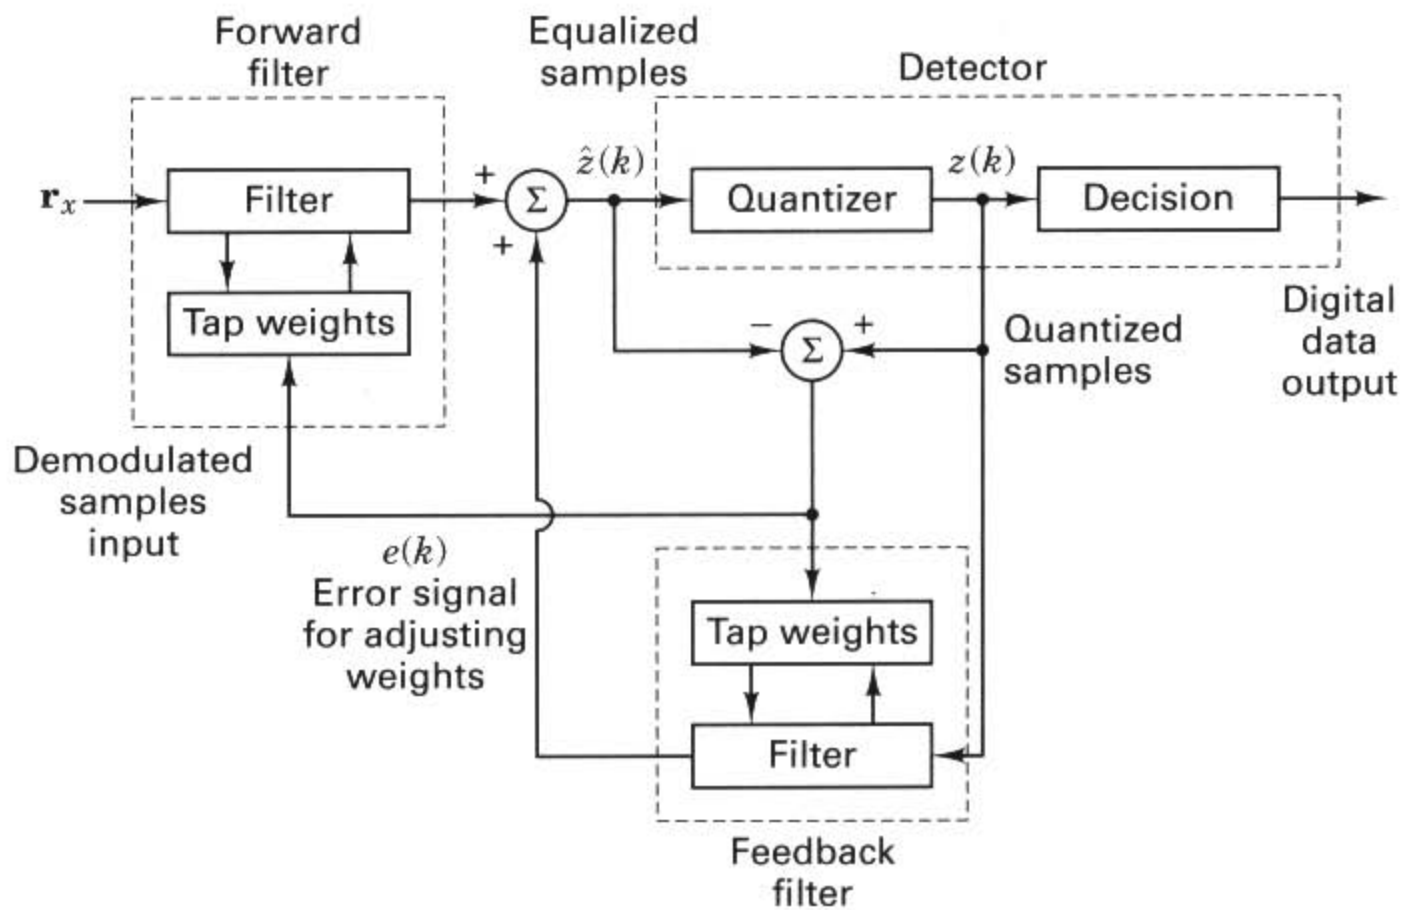 Forward
filter
Equalized
samples
Detector
r_x
Filter
Tap weights
+
+
Σ
ẑ(k)
Quantizer
z(k)
Decision
−
+
Σ
Quantized
samples
Digital
data
output
Demodulated
samples
input
e(k)
Error signal
for adjusting
weights
Tap weights
Filter
Feedback
filter